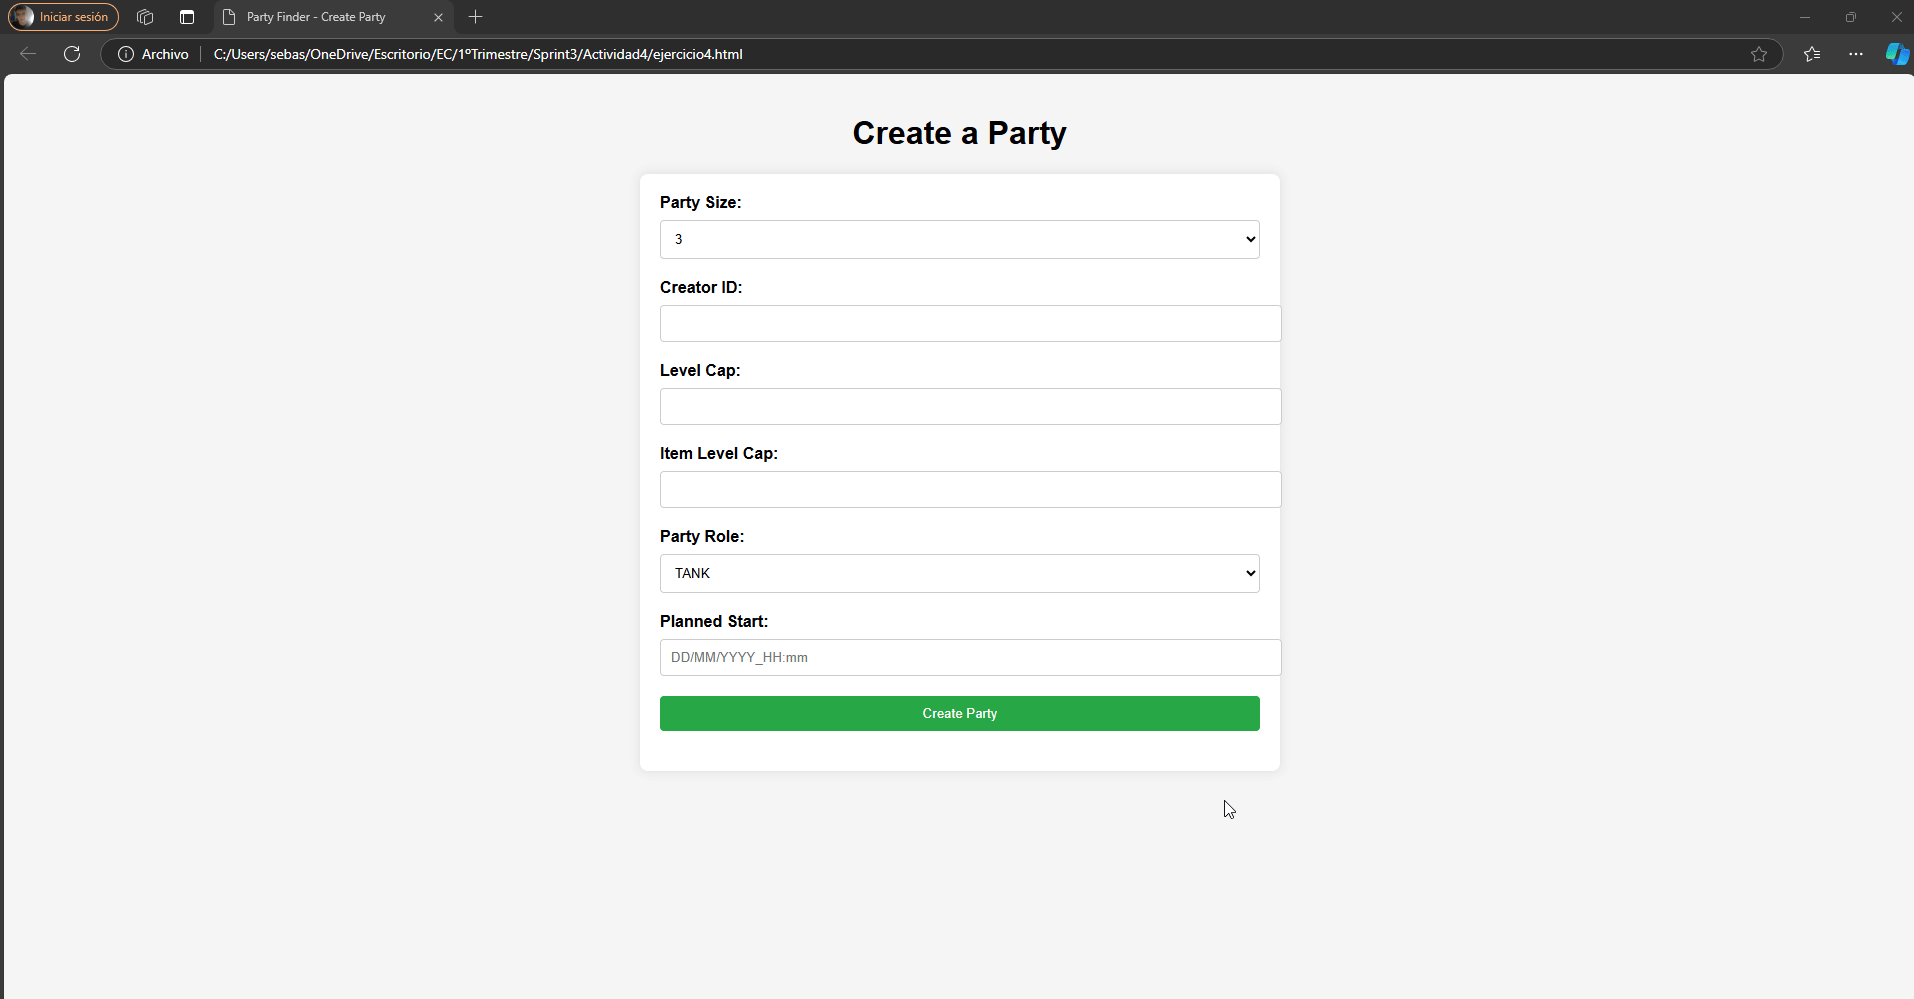 Iniciar sesión
Party Finder - Create Party
Archivo
C:/Users/sebas/OneDrive/Escritorio/EC/1ºTrimestre/Sprint3/Actividad4/ejercicio4.html
Create a Party
Party Size:
3
Creator ID:
Level Cap:
Item Level Cap:
Party Role:
TANK
Planned Start:
DD/MM/YYYY_HH:mm
Create Party